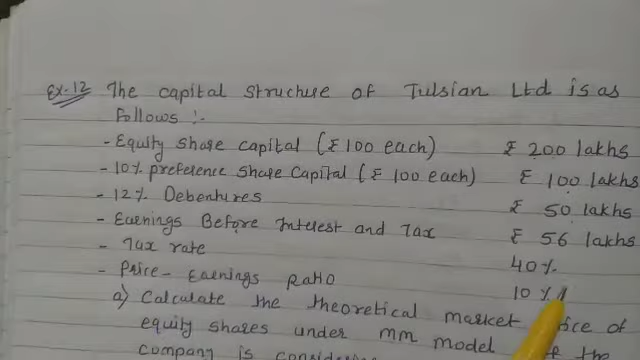 Ex.12 The capital structure of Tulsian Ltd is as
follows :-
- Equity share capital (₹ 100 each) ₹ 200 lakhs
- 10% preference share Capital (₹ 100 each) ₹ 100 lakhs
- 12% Debentures ₹ 50 lakhs
- Earnings Before Interest and Tax ₹ 56 lakhs
- Tax rate 40%
- Price - Earnings Ratio 10%
a) Calculate the theoretical market of
equity shares under mm model the
company is